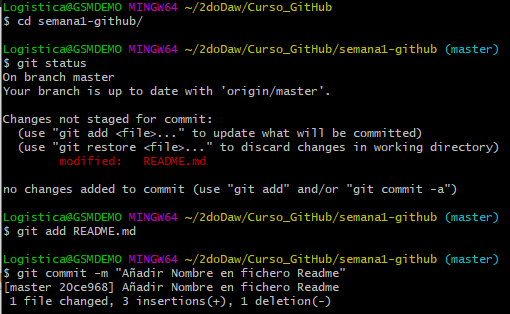 Logistica@GSMDEMO MINGW64 ~/2doDaw/Curso_GitHub
$ cd semana1-github/
Logistica@GSMDEMO MINGW64 ~/2doDaw/Curso_GitHub/semana1-github (master)
$ git status
On branch master
Your branch is up to date with 'origin/master'.
Changes not staged for commit:
  (use "git add <file>..." to update what will be committed)
  (use "git restore <file>..." to discard changes in working directory)
        modified:   README.md
no changes added to commit (use "git add" and/or "git commit -a")
Logistica@GSMDEMO MINGW64 ~/2doDaw/Curso_GitHub/semana1-github (master)
$ git add README.md
Logistica@GSMDEMO MINGW64 ~/2doDaw/Curso_GitHub/semana1-github (master)
$ git commit -m "Añadir Nombre en fichero Readme"
[master 20ce968] Añadir Nombre en fichero Readme
 1 file changed, 3 insertions(+), 1 deletion(-)